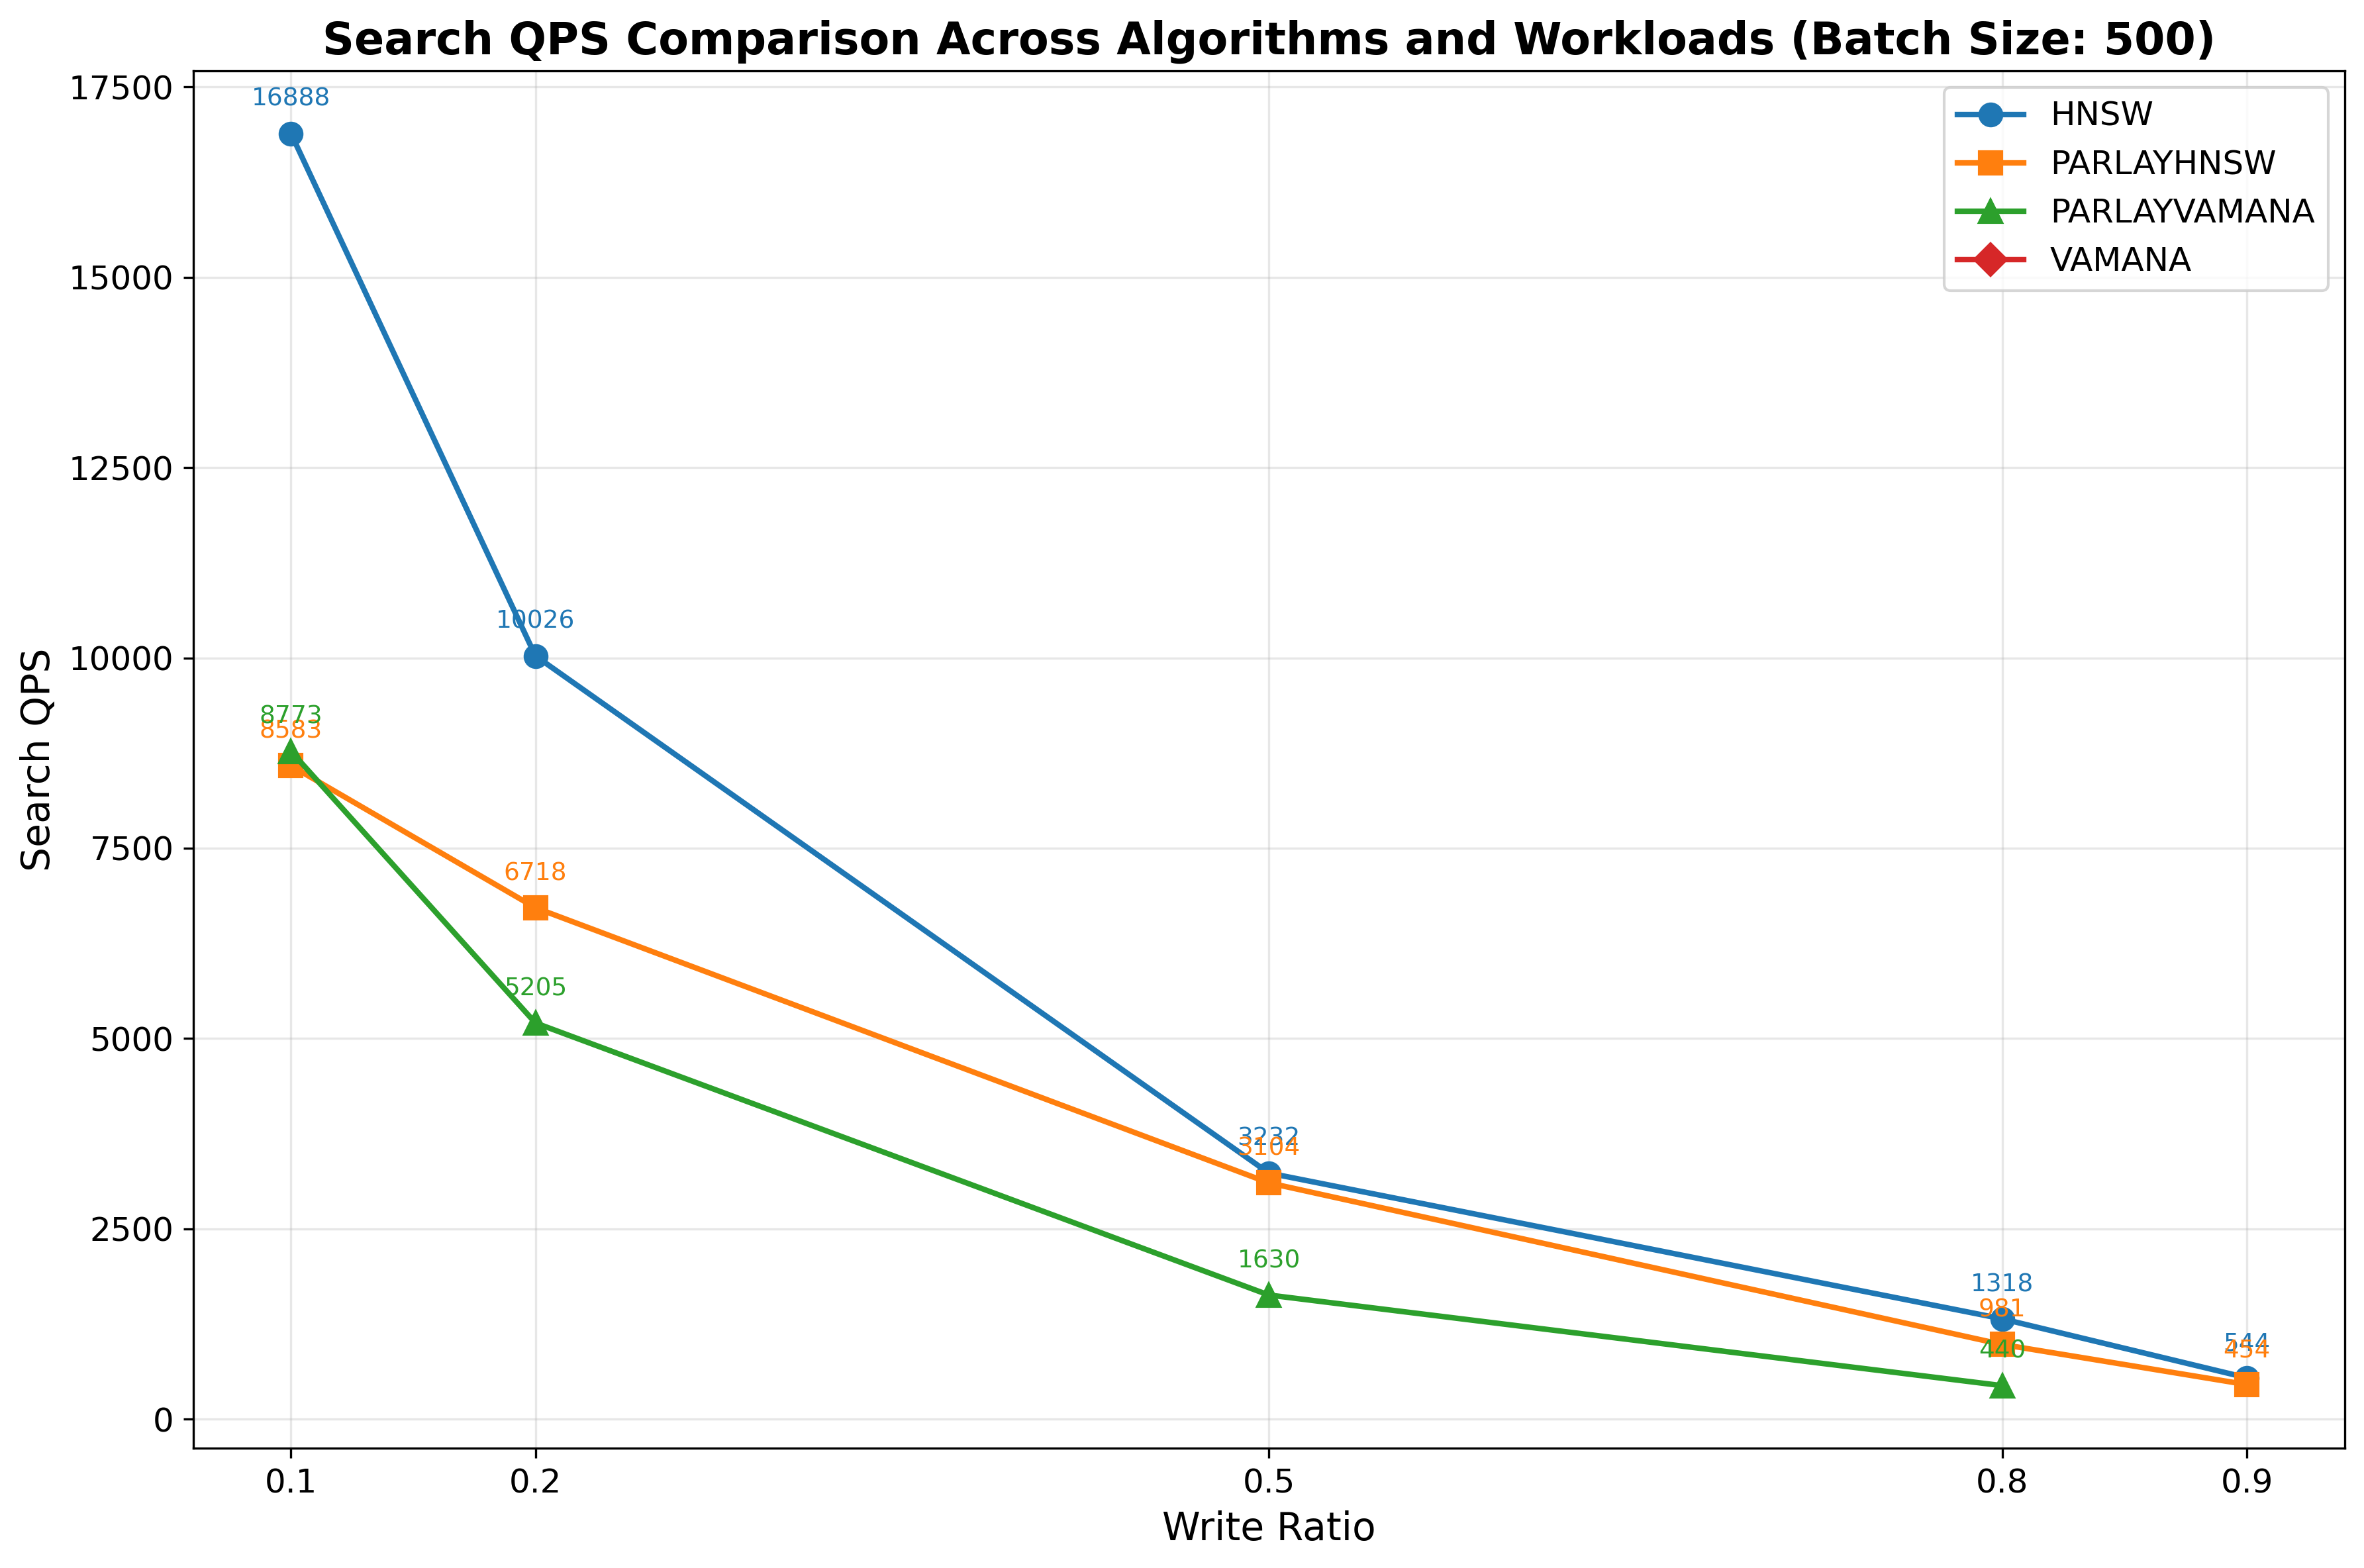 Search QPS Comparison Across Algorithms and Workloads (Batch Size: 500)
HNSW
PARLAYHNSW
PARLAYVAMANA
VAMANA
Search QPS
17500
15000
12500
10000
7500
5000
2500
0
16888
10026
8773
8583
6718
5205
3232
3104
1630
1318
981
440
544
454
0.1 0.2 0.5 0.8 0.9
Write Ratio